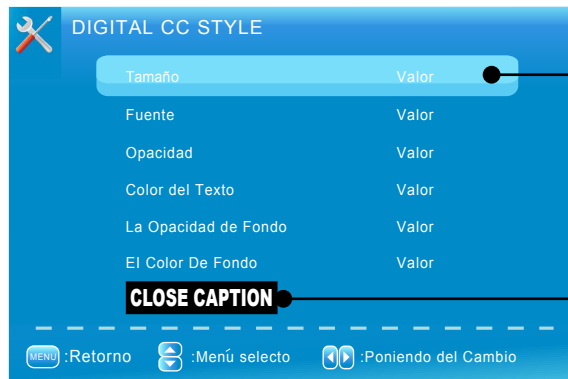 DIGITAL CC STYLE
Tamaño Valor
Fuente Valor
Opacidad Valor
Color del Texto Valor
La Opacidad de Fondo Valor
El Color De Fondo Valor
CLOSE CAPTION
MENU :Retorno :Menú selecto :Poniendo del Cambio